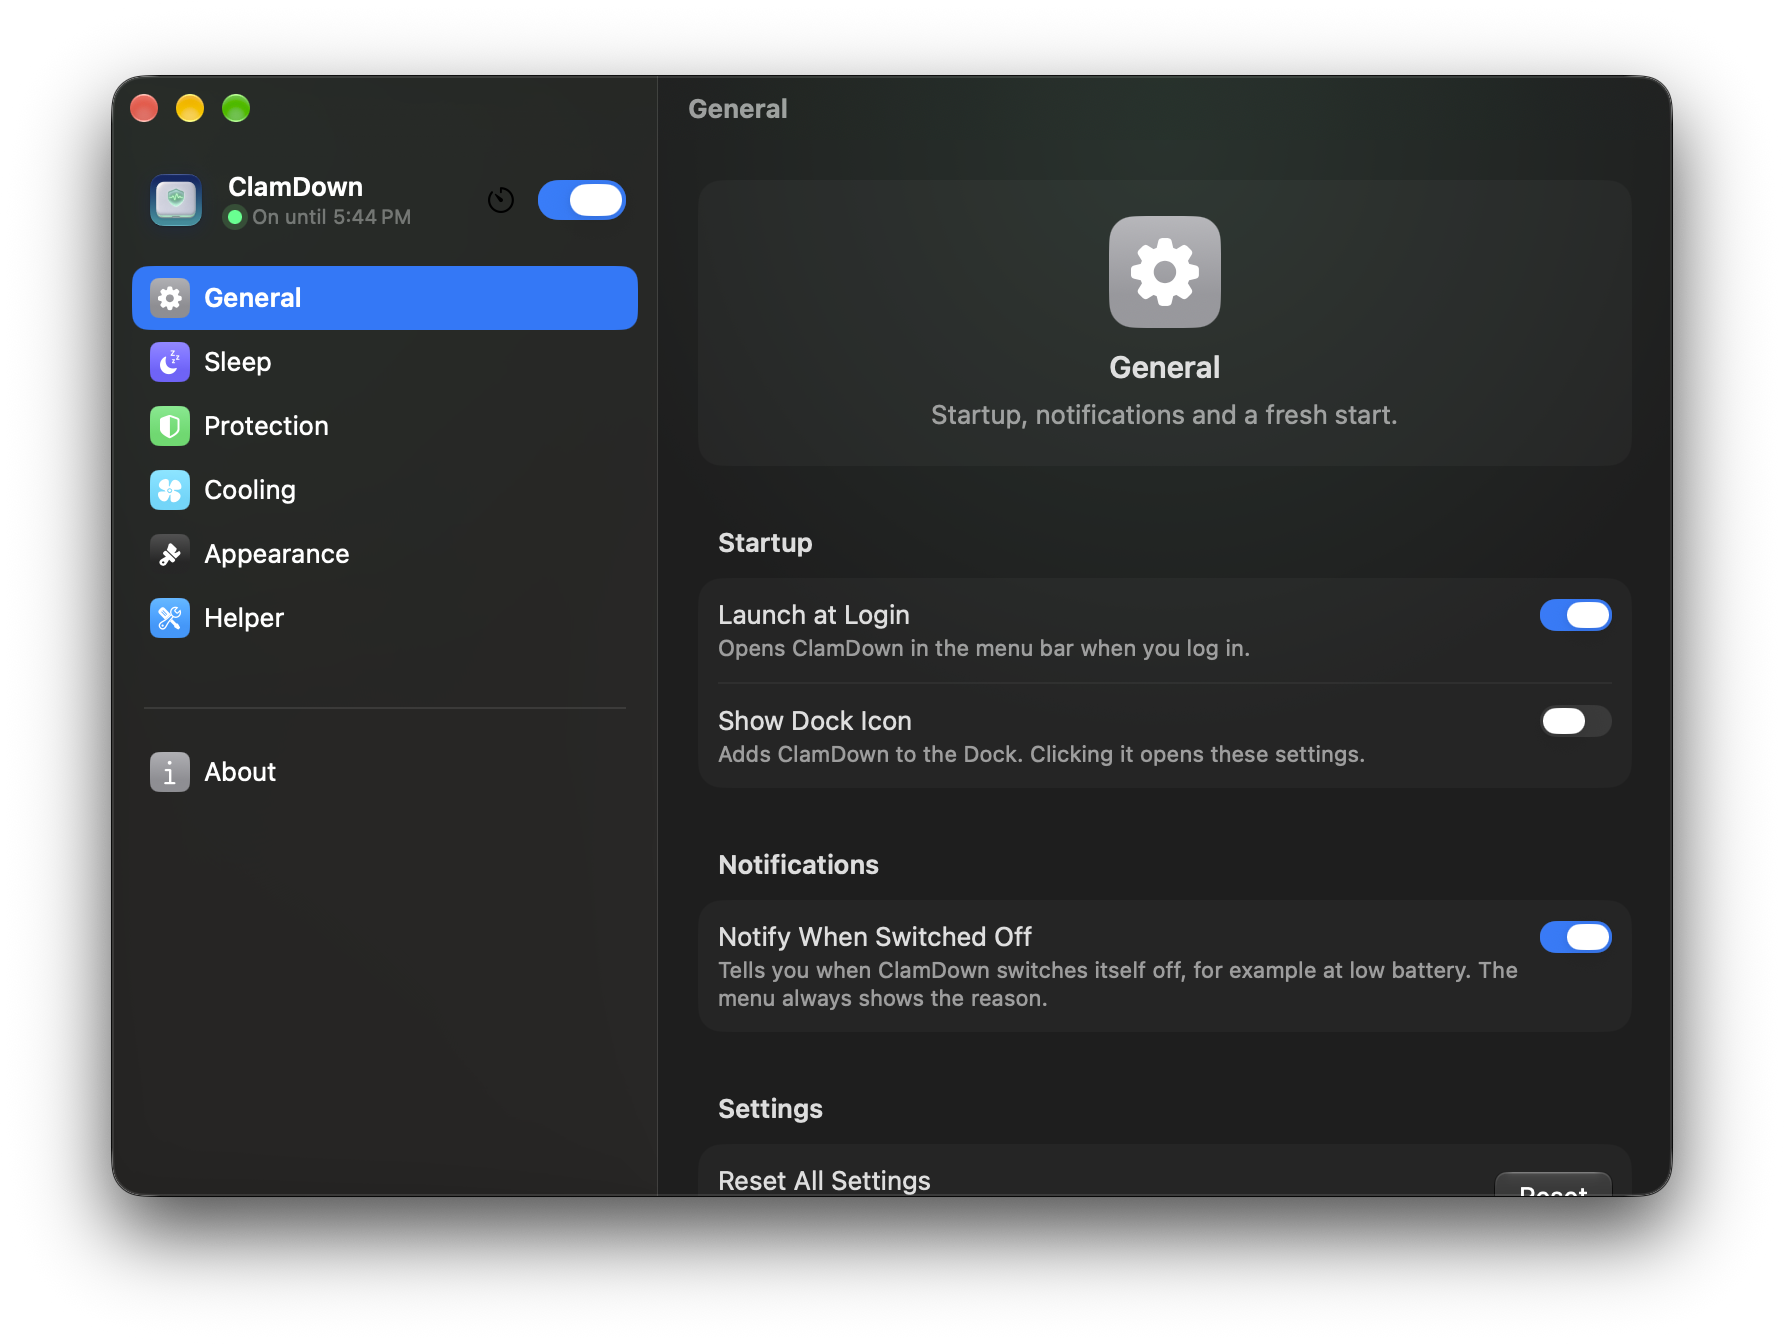 General
ClamDown
On until 5:44 PM
General
Sleep
Protection
Cooling
Appearance
Helper
About
General
Startup, notifications and a fresh start.
Startup
Launch at Login
Opens ClamDown in the menu bar when you log in.
Show Dock Icon
Adds ClamDown to the Dock. Clicking it opens these settings.
Notifications
Notify When Switched Off
Tells you when ClamDown switches itself off, for example at low battery. The
menu always shows the reason.
Settings
Reset All Settings
Reset